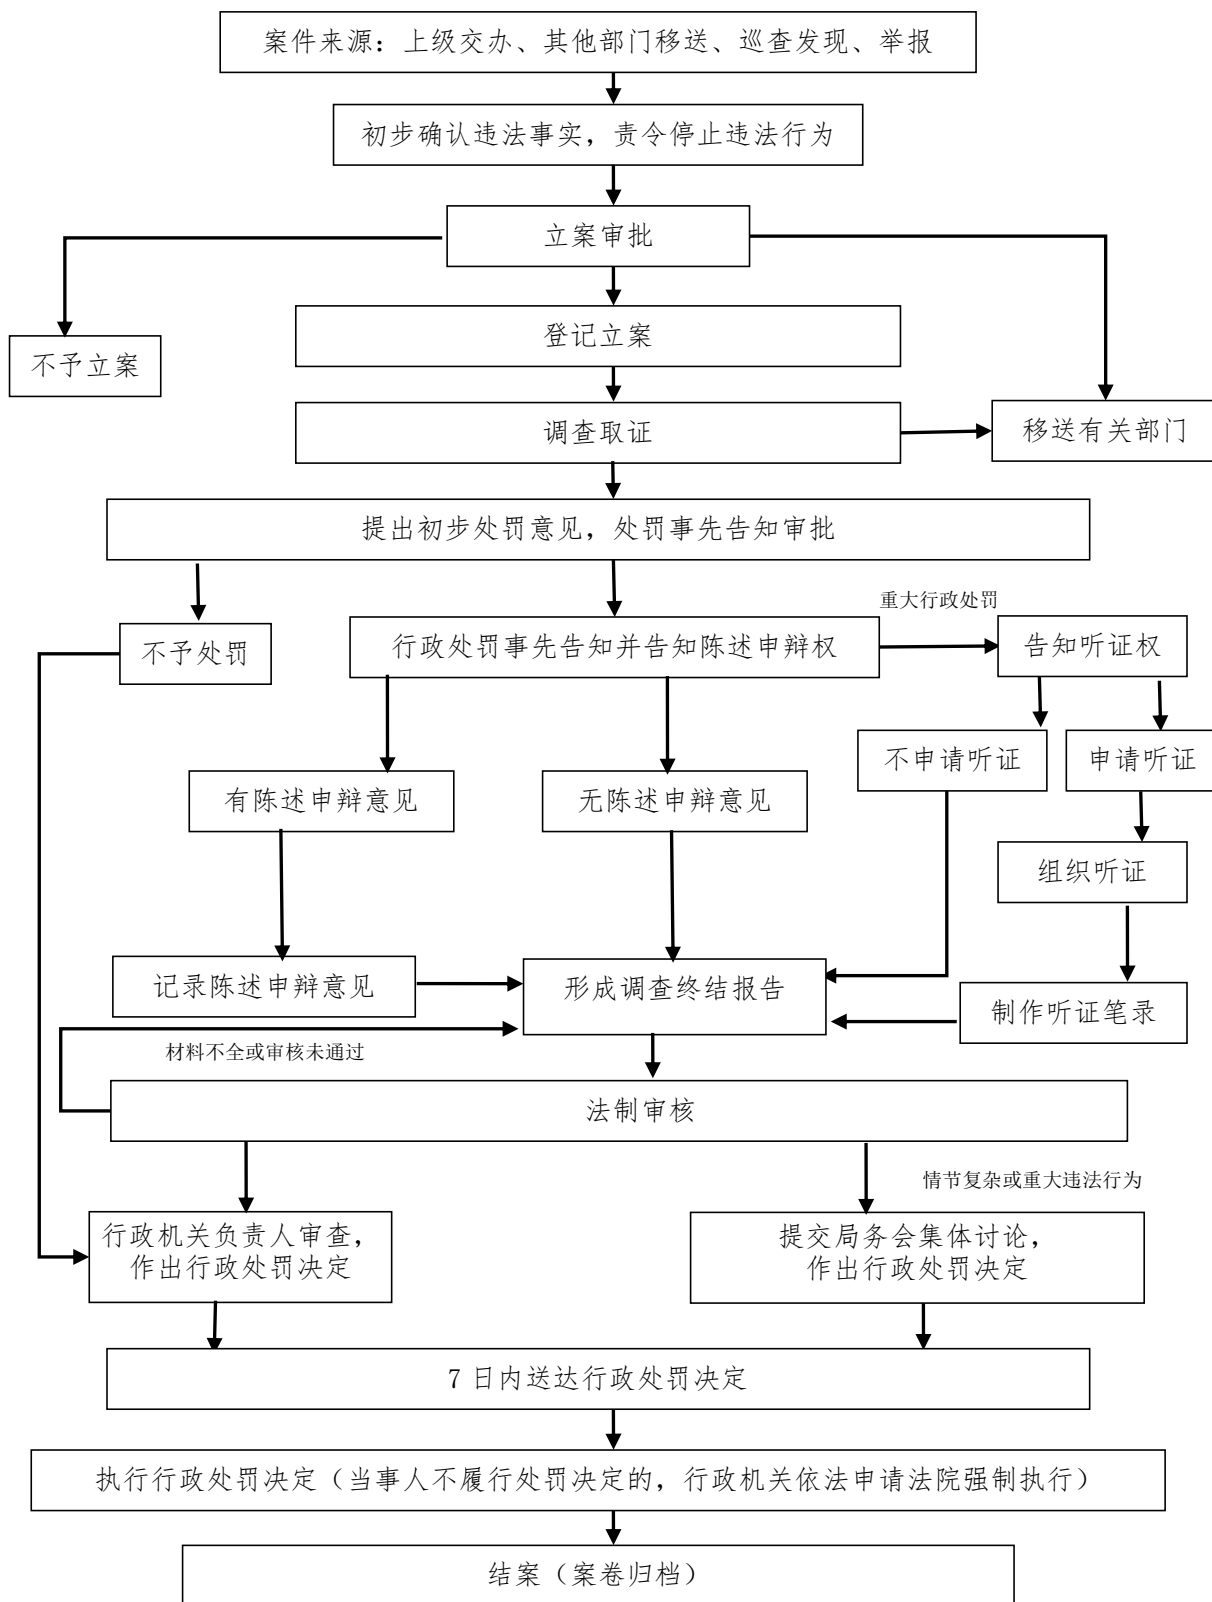 案件来源：上级交办、其他部门移送、巡查发现、举报
初步确认违法事实，责令停止违法行为
立案审批
登记立案
不予立案
调查取证
移送有关部门
提出初步处罚意见，处罚事先告知审批
重大行政处罚
不予处罚
行政处罚事先告知并告知陈述申辩权
告知听证权
不申请听证
申请听证
有陈述申辩意见
无陈述申辩意见
组织听证
记录陈述申辩意见
形成调查终结报告
制作听证笔录
材料不全或审核未通过
法制审核
情节复杂或重大违法行为
行政机关负责人审查，
作出行政处罚决定
提交局务会集体讨论，
作出行政处罚决定
7 日内送达行政处罚决定
执行行政处罚决定（当事人不履行处罚决定的，行政机关依法申请法院强制执行）
结案（案卷归档）